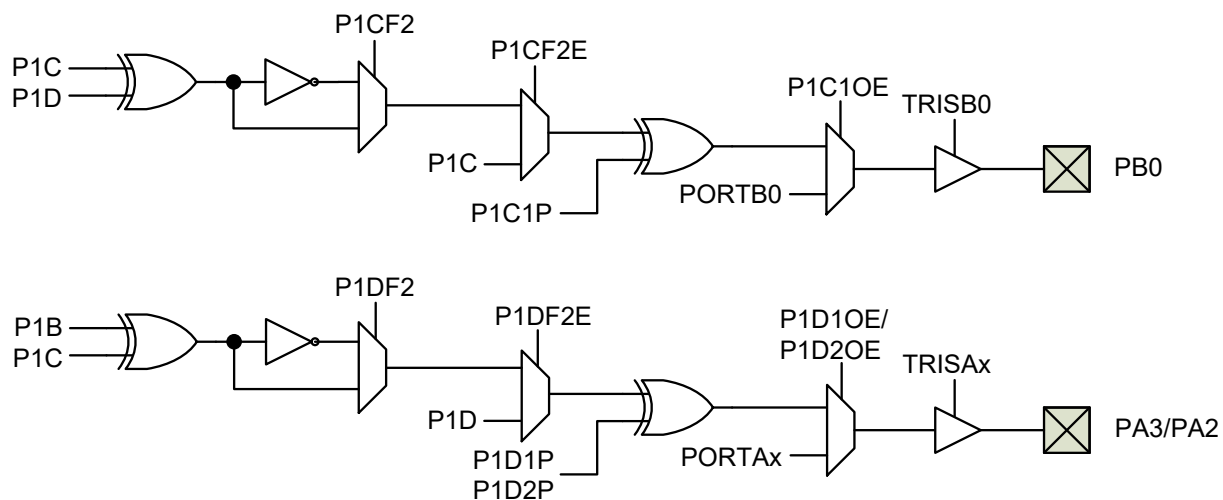 P1CF2
P1CF2E
P1C
P1D
P1C1OE
TRISB0
P1C
PORTB0
PB0
P1C1P
P1DF2
P1DF2E
P1B
P1C
P1D1OE/
P1D2OE
TRISAx
P1D
P1D1P
P1D2P
PORTAx
PA3/PA2